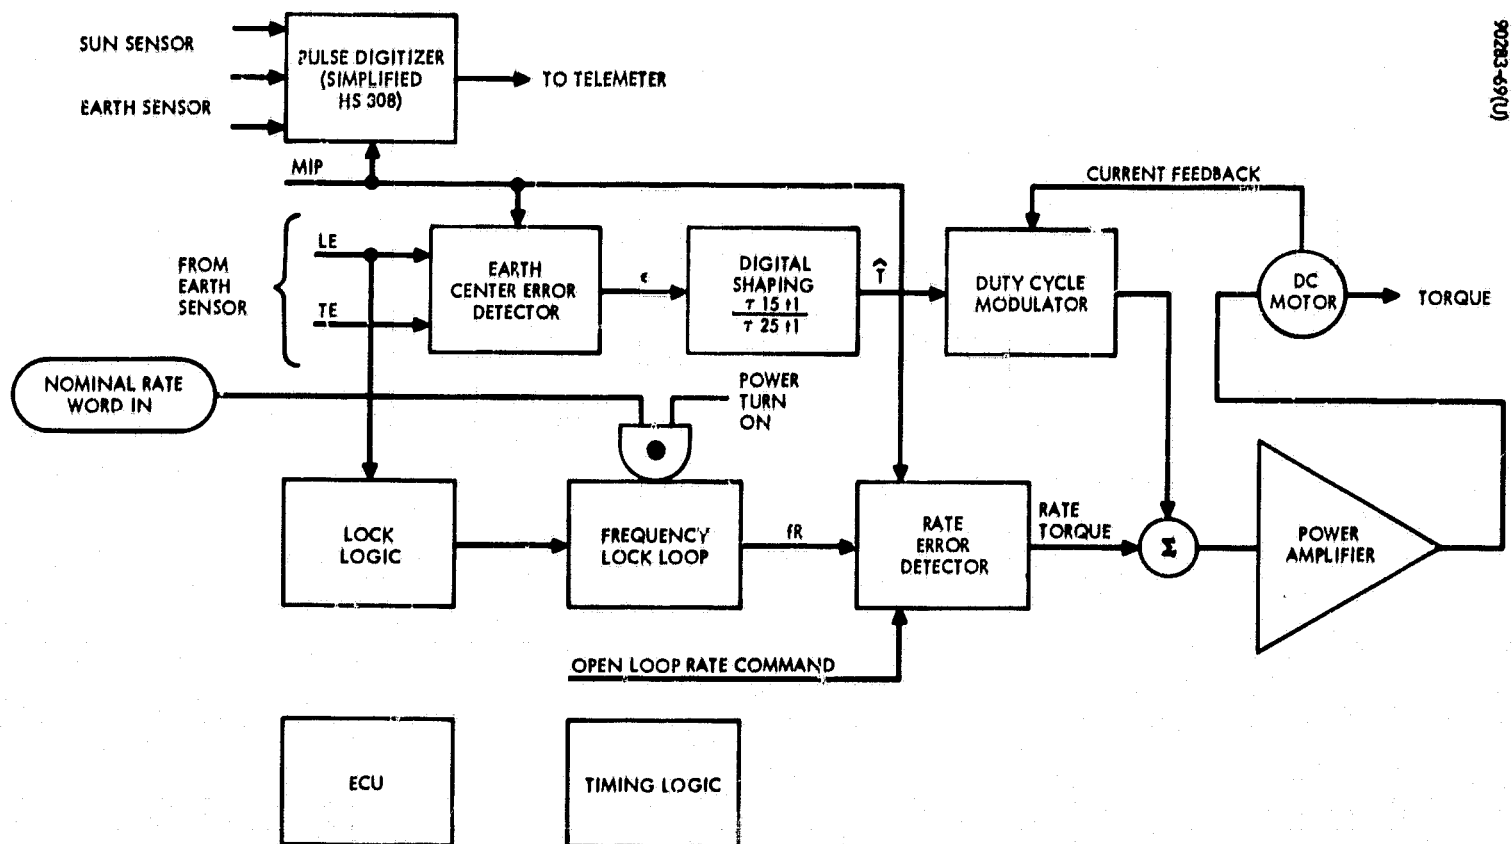 90283-69(U)
SUN SENSOR
EARTH SENSOR
PULSE DIGITIZER
(SIMPLIFIED
HS 308)
TO TELEMETER
MIP
CURRENT FEEDBACK
FROM
EARTH
SENSOR
LE
TE
EARTH
CENTER ERROR
DETECTOR
ϵ
DIGITAL
SHAPING
τ 15 t1
τ 25 t1
T̂
DUTY CYCLE
MODULATOR
DC
MOTOR
TORQUE
NOMINAL RATE
WORD IN
POWER
TURN
ON
LOCK
LOGIC
FREQUENCY
LOCK LOOP
fR
RATE
ERROR
DETECTOR
RATE
TORQUE
Σ
POWER
AMPLIFIER
OPEN LOOP RATE COMMAND
ECU
TIMING LOGIC